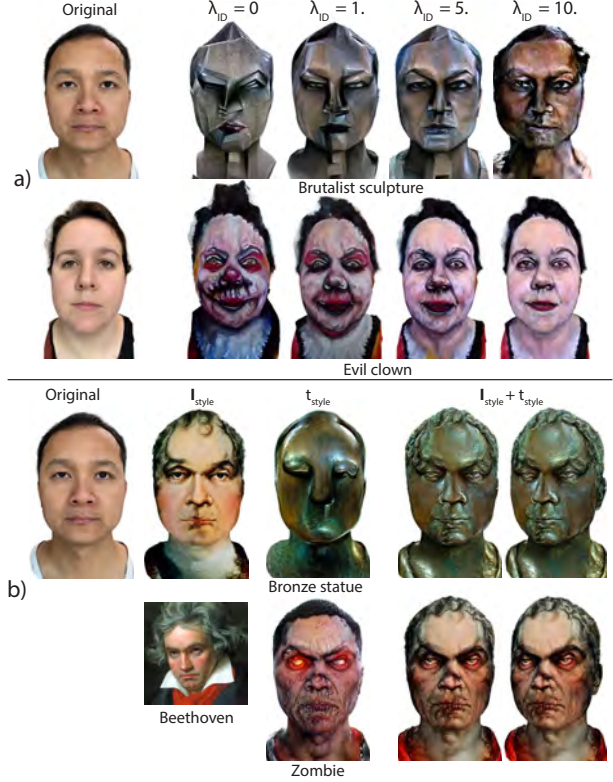 Original λ_ID = 0 λ_ID = 1. λ_ID = 5. λ_ID = 10.
a)
Brutalist sculpture
Evil clown
Original I_style t_style I_style + t_style
b)
Bronze statue
Beethoven
Zombie